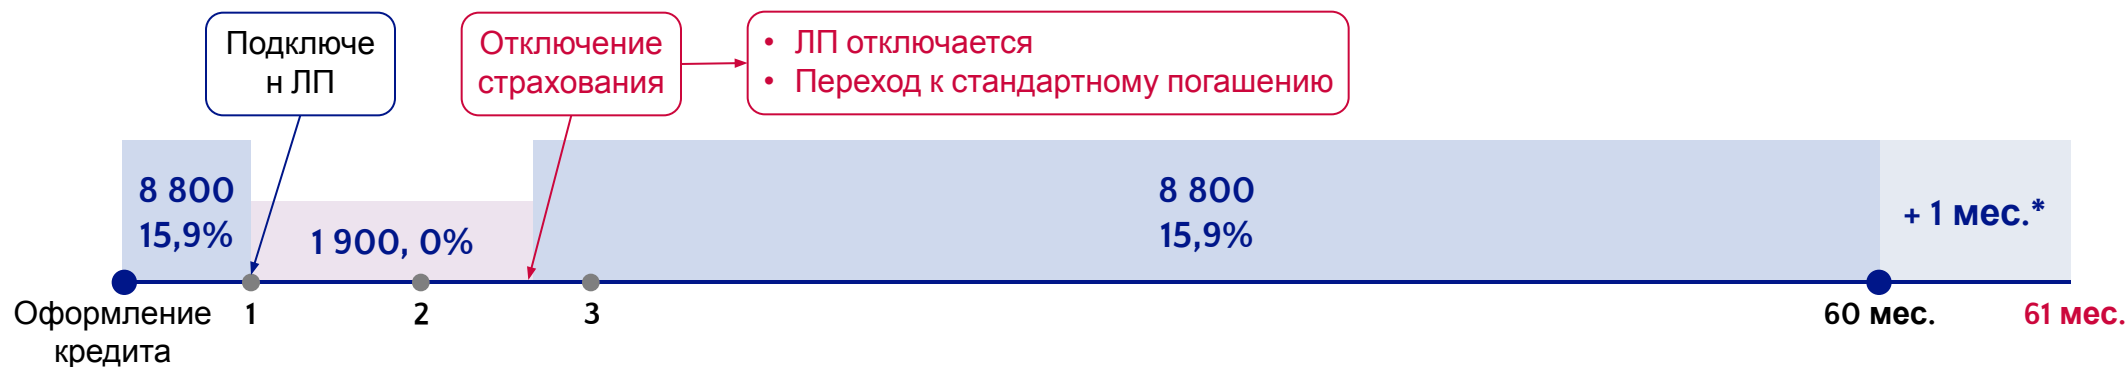 Подключе
н ЛП
Отключение
страхования
• ЛП отключается
• Переход к стандартному погашению
8 800
15,9%
1 900, 0%
8 800
15,9%
+ 1 мес.*
Оформление
кредита
1
2
3
60 мес.
61 мес.